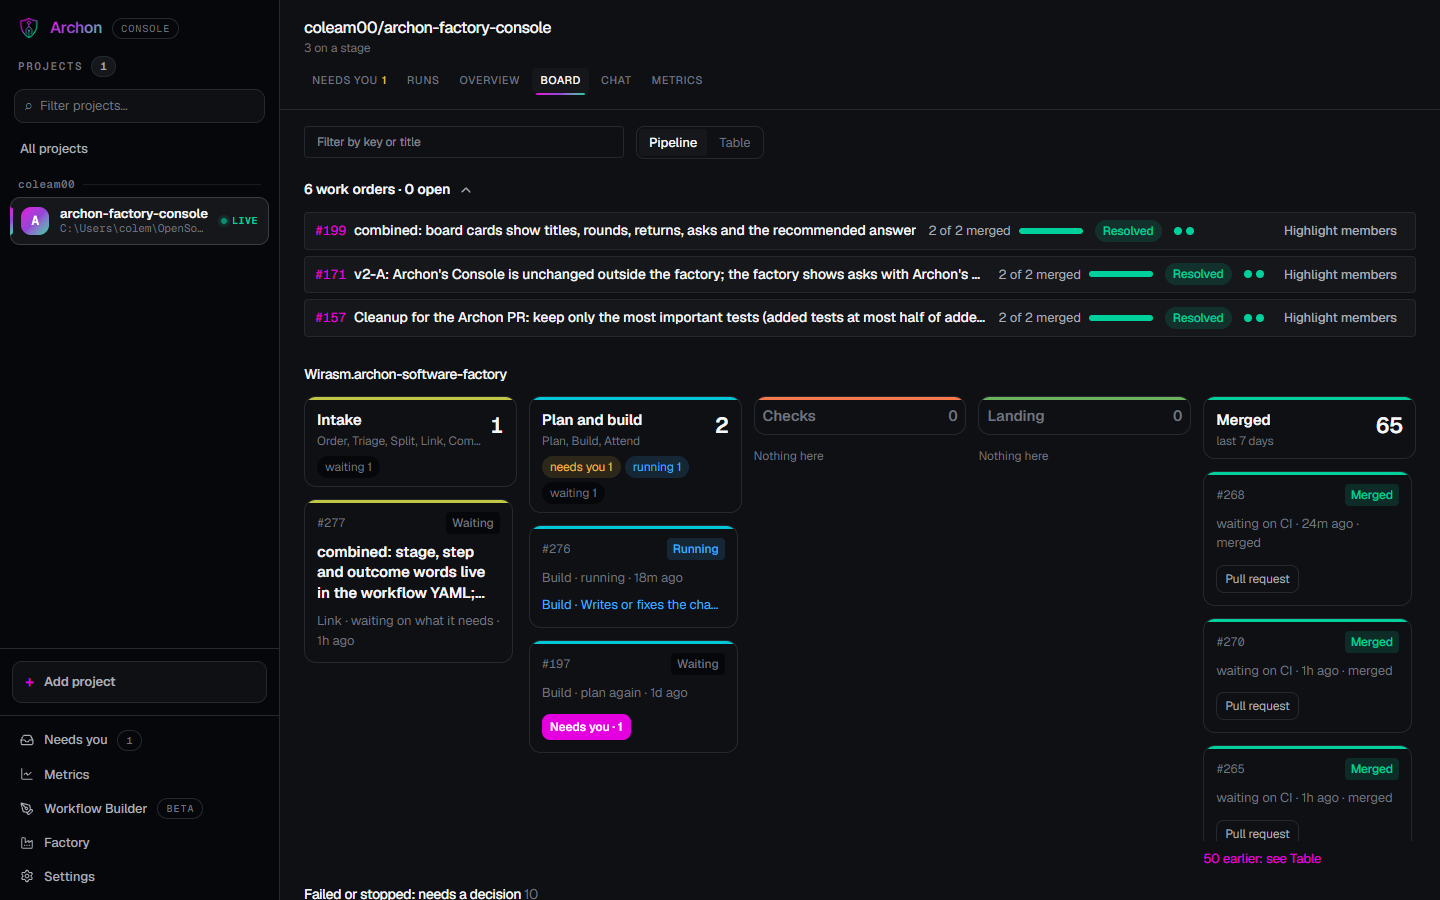 Archon CONSOLE
PROJECTS 1
Filter projects...
All projects
coleam00
A archon-factory-console LIVE
C:\Users\colem\OpenSo...
+ Add project
Needs you 1
Metrics
Workflow Builder BETA
Factory
Settings
coleam00/archon-factory-console
3 on a stage
NEEDS YOU 1 RUNS OVERVIEW BOARD CHAT METRICS
Filter by key or title Pipeline Table
6 work orders · 0 open
#199 combined: board cards show titles, rounds, returns, asks and the recommended answer 2 of 2 merged Resolved Highlight members
#171 v2-A: Archon's Console is unchanged outside the factory; the factory shows asks with Archon's ... 2 of 2 merged Resolved Highlight members
#157 Cleanup for the Archon PR: keep only the most important tests (added tests at most half of adde... 2 of 2 merged Resolved Highlight members
Wirasm.archon-software-factory
Intake 1
Order, Triage, Split, Link, Com...
waiting 1
#277 Waiting
combined: stage, step
and outcome words live
in the workflow YAML;...
Link · waiting on what it needs ·
1h ago
Plan and build 2
Plan, Build, Attend
needs you 1 running 1
waiting 1
#276 Running
Build · running · 18m ago
Build · Writes or fixes the cha...
#197 Waiting
Build · plan again · 1d ago
Needs you · 1
Checks 0
Nothing here
Landing 0
Nothing here
Merged 65
last 7 days
#268 Merged
waiting on CI · 24m ago ·
merged
Pull request
#270 Merged
waiting on CI · 1h ago · merged
Pull request
#265 Merged
waiting on CI · 1h ago · merged
Pull request
50 earlier: see Table
Failed or stopped: needs a decision 10